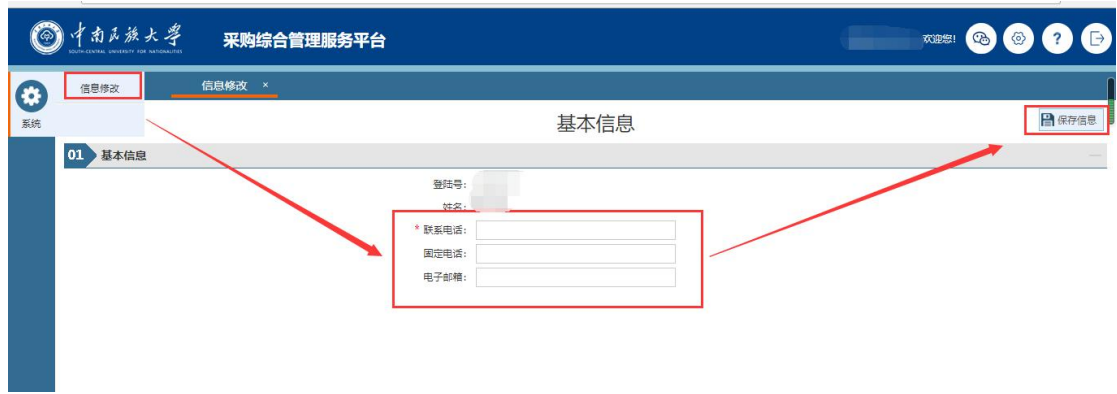 中南民族大学
SOUTH-CENTRAL UNIVERSITY FOR NATIONALITIES
采购综合管理服务平台
欢迎您!
?
信息修改
信息修改 ×
系统
基本信息
保存信息
01 基本信息
登陆号:
姓名:
* 联系电话:
固定电话:
电子邮箱: